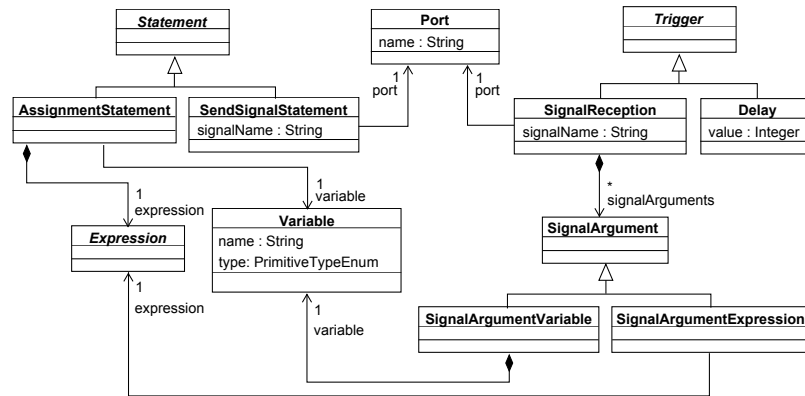 Statement
Port
name : String
Trigger
1
port
1
port
AssignmentStatement
SendSignalStatement
signalName : String
SignalReception
signalName : String
Delay
value : Integer
1
expression
1
variable
*
signalArguments
Expression
Variable
name : String
type: PrimitiveTypeEnum
SignalArgument
1
expression
1
variable
SignalArgumentVariable
SignalArgumentExpression